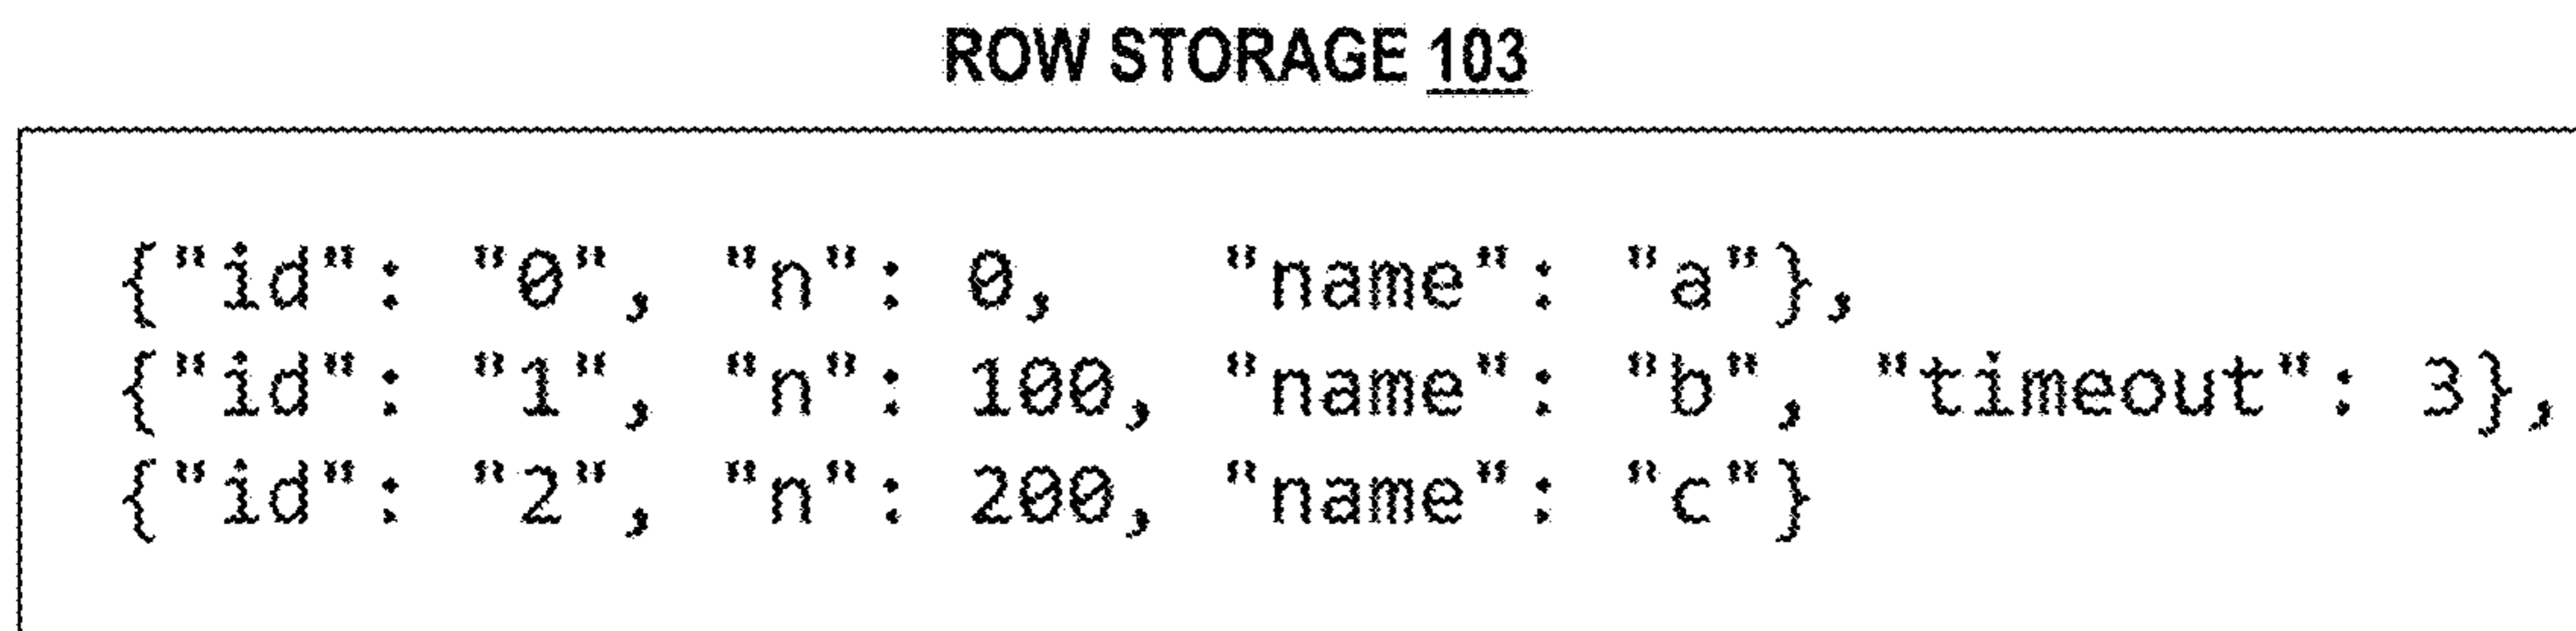 ROW STORAGE 103
{"id": "0", "n": 0,   "name": "a"},
{"id": "1", "n": 100, "name": "b", "timeout": 3},
{"id": "2", "n": 200, "name": "c"}